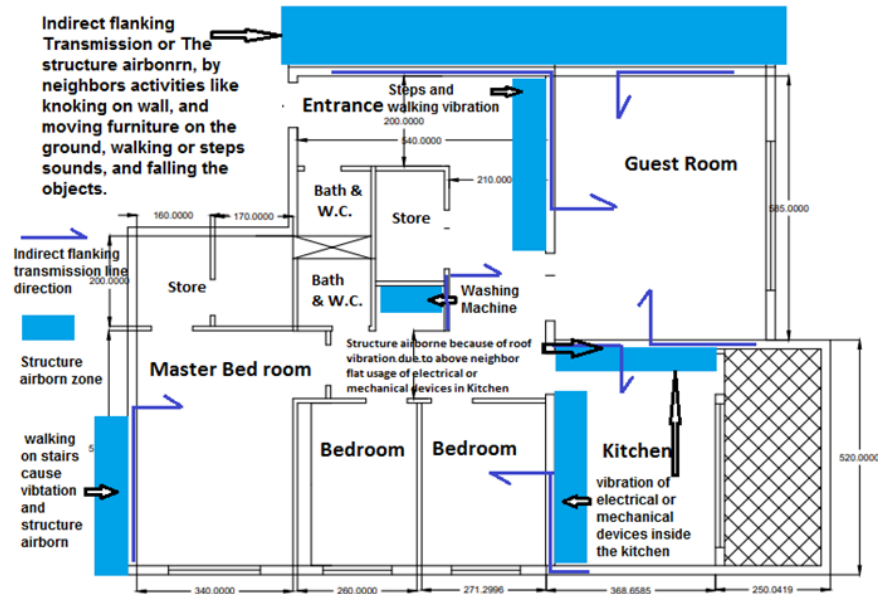 Indirect flanking
Transmission or The
structure airbonrn, by
neighbors activities like
knoking on wall, and
moving furniture on the
ground, walking or steps
sounds, and falling the
objects.
Entrance
Steps and
walking vibration
200.0000
540.0000
Guest Room
210.0
585.0000
Bath &
W.C.
Store
160.0000
170.0000
Indirect flanking
transmission line
direction
200.0000
Store
Bath
& W.C.
Washing
Machine
Structure
airborn zone
Structure airborne because of roof
vibration due to above neighbor
flat usage of electrical or
mechanical devices in Kitchen
Master Bed room
walking
on stairs
cause
vibtation
and
structure
airborn
5
Bedroom
Bedroom
Kitchen
520.0000
vibration of
electrical or
mechanical
devices inside
the kitchen
340.0000
260.0000
271.2996
368.6585
250.0419